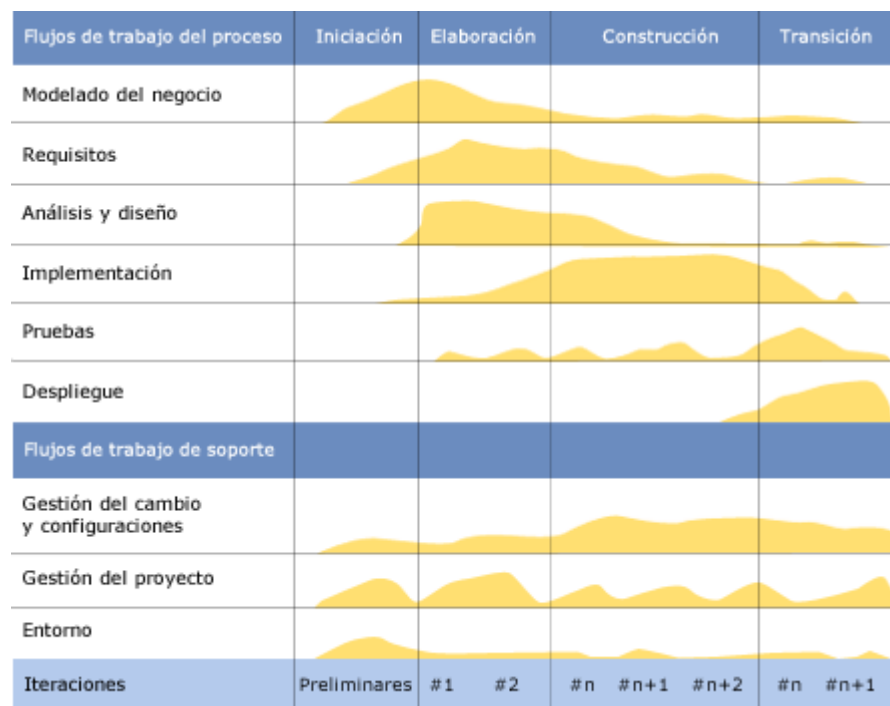 Flujos de trabajo del proceso Iniciación Elaboración Construcción Transición
Modelado del negocio
Requisitos
Análisis y diseño
Implementación
Pruebas
Despliegue
Flujos de trabajo de soporte
Gestión del cambio
y configuraciones
Gestión del proyecto
Entorno
Iteraciones Preliminares #1 #2 #n #n+1 #n+2 #n #n+1